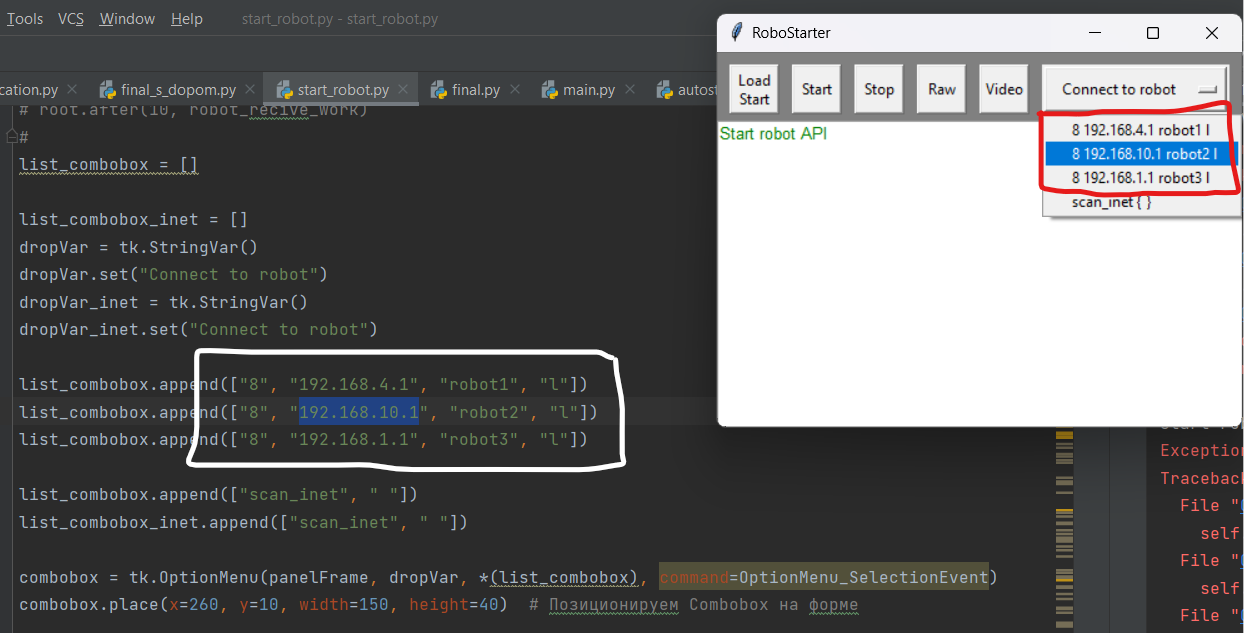 Tools VCS Window Help start_robot.py - start_robot.py
cation.py final_s_dopom.py start_robot.py final.py main.py autost
# root.after(10, robot_recive_work)
#
list_combobox = []
list_combobox_inet = []
dropVar = tk.StringVar()
dropVar.set("Connect to robot")
dropVar_inet = tk.StringVar()
dropVar_inet.set("Connect to robot")
list_combobox.append(["8", "192.168.4.1", "robot1", "l"])
list_combobox.append(["8", "192.168.10.1", "robot2", "l"])
list_combobox.append(["8", "192.168.1.1", "robot3", "l"])
list_combobox.append(["scan_inet", " "])
list_combobox_inet.append(["scan_inet", " "])
combobox = tk.OptionMenu(panelFrame, dropVar, *(list_combobox), command=OptionMenu_SelectionEvent)
combobox.place(x=260, y=10, width=150, height=40) # Позиционируем Combobox на форме
RoboStarter
Load Start
Start
Stop
Raw
Video
Connect to robot
Start robot API
8 192.168.4.1 robot1 l
8 192.168.10.1 robot2 l
8 192.168.1.1 robot3 l
scan_inet { }
Exception
Traceback
File "
self
File "
self
File "